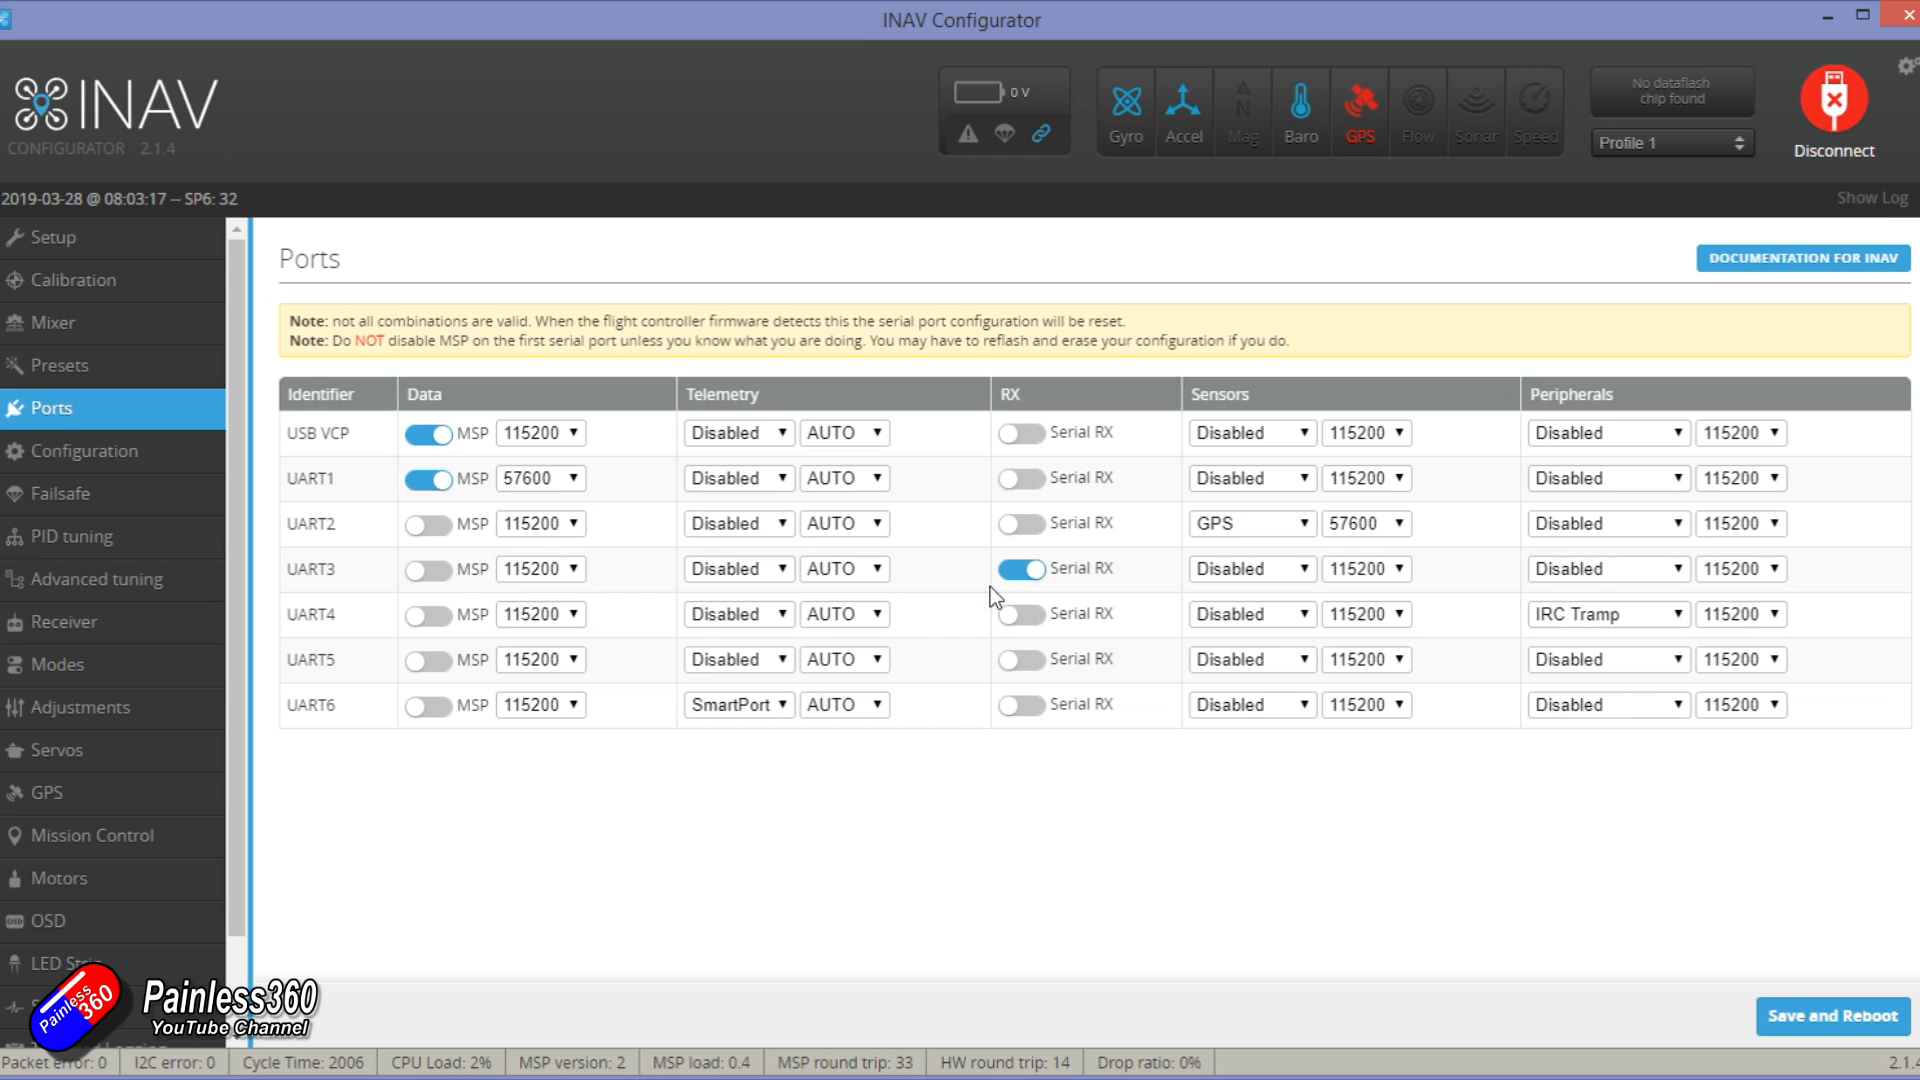 INAV Configurator
INAV
CONFIGURATOR 2.1.4
0 V
Gyro
Accel
Mag
Baro
GPS
Flow
Sonar
Speed
No dataflash
chip found
Profile 1
Disconnect
2019-03-28 @ 08:03:17 -- SP6: 32
Show Log
Setup
Calibration
Mixer
Presets
Ports
Configuration
Failsafe
PID tuning
Advanced tuning
Receiver
Modes
Adjustments
Servos
GPS
Mission Control
Motors
OSD
LED
Ports
DOCUMENTATION FOR INAV
Note: not all combinations are valid. When the flight controller firmware detects this the serial port configuration will be reset.
Note: Do NOT disable MSP on the first serial port unless you know what you are doing. You may have to reflash and erase your configuration if you do.
Identifier Data Telemetry RX Sensors Peripherals
USB VCP MSP 115200 Disabled AUTO Serial RX Disabled 115200 Disabled 115200
UART1 MSP 57600 Disabled AUTO Serial RX Disabled 115200 Disabled 115200
UART2 MSP 115200 Disabled AUTO Serial RX GPS 57600 Disabled 115200
UART3 MSP 115200 Disabled AUTO Serial RX Disabled 115200 Disabled 115200
UART4 MSP 115200 Disabled AUTO Serial RX Disabled 115200 IRC Tramp 115200
UART5 MSP 115200 Disabled AUTO Serial RX Disabled 115200 Disabled 115200
UART6 MSP 115200 SmartPort AUTO Serial RX Disabled 115200 Disabled 115200
Save and Reboot
Painless 360
Painless360
YouTube Channel
Packet error: 0 I2C error: 0 Cycle Time: 2006 CPU Load: 2% MSP version: 2 MSP load: 0.4 MSP round trip: 33 HW round trip: 14 Drop ratio: 0% 2.1.4